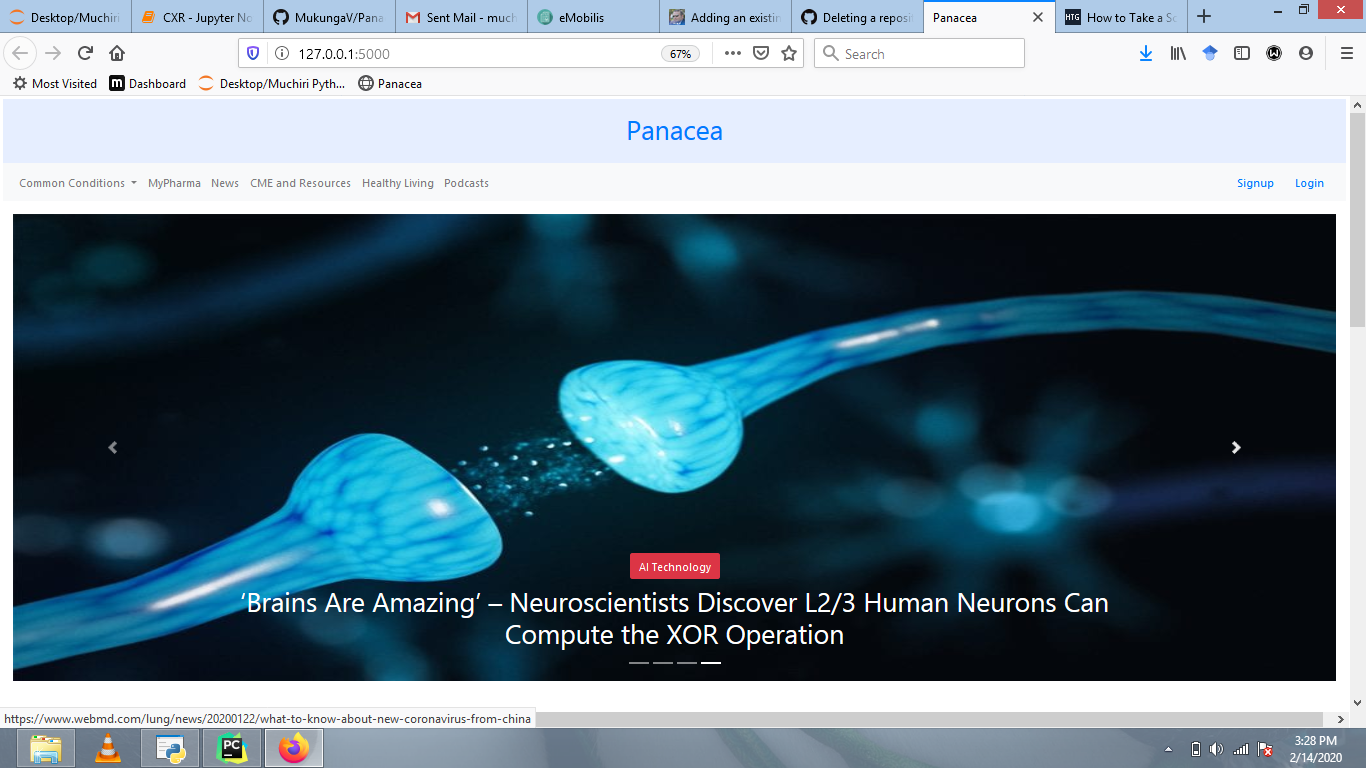 Desktop/Muchiri
CXR - Jupyter No
MukungaV/Pana
Sent Mail - much
eMobilis
Adding an existin
Deleting a reposit
Panacea
HTG How to Take a Sc
127.0.0.1:5000
67%
Search
Most Visited
m Dashboard
Desktop/Muchiri Pyth...
Panacea
Panacea
Common Conditions
MyPharma
News
CME and Resources
Healthy Living
Podcasts
Signup
Login
AI Technology
‘Brains Are Amazing’ – Neuroscientists Discover L2/3 Human Neurons Can
Compute the XOR Operation
https://www.webmd.com/lung/news/20200122/what-to-know-about-new-coronavirus-from-china
PC
3:28 PM
2/14/2020